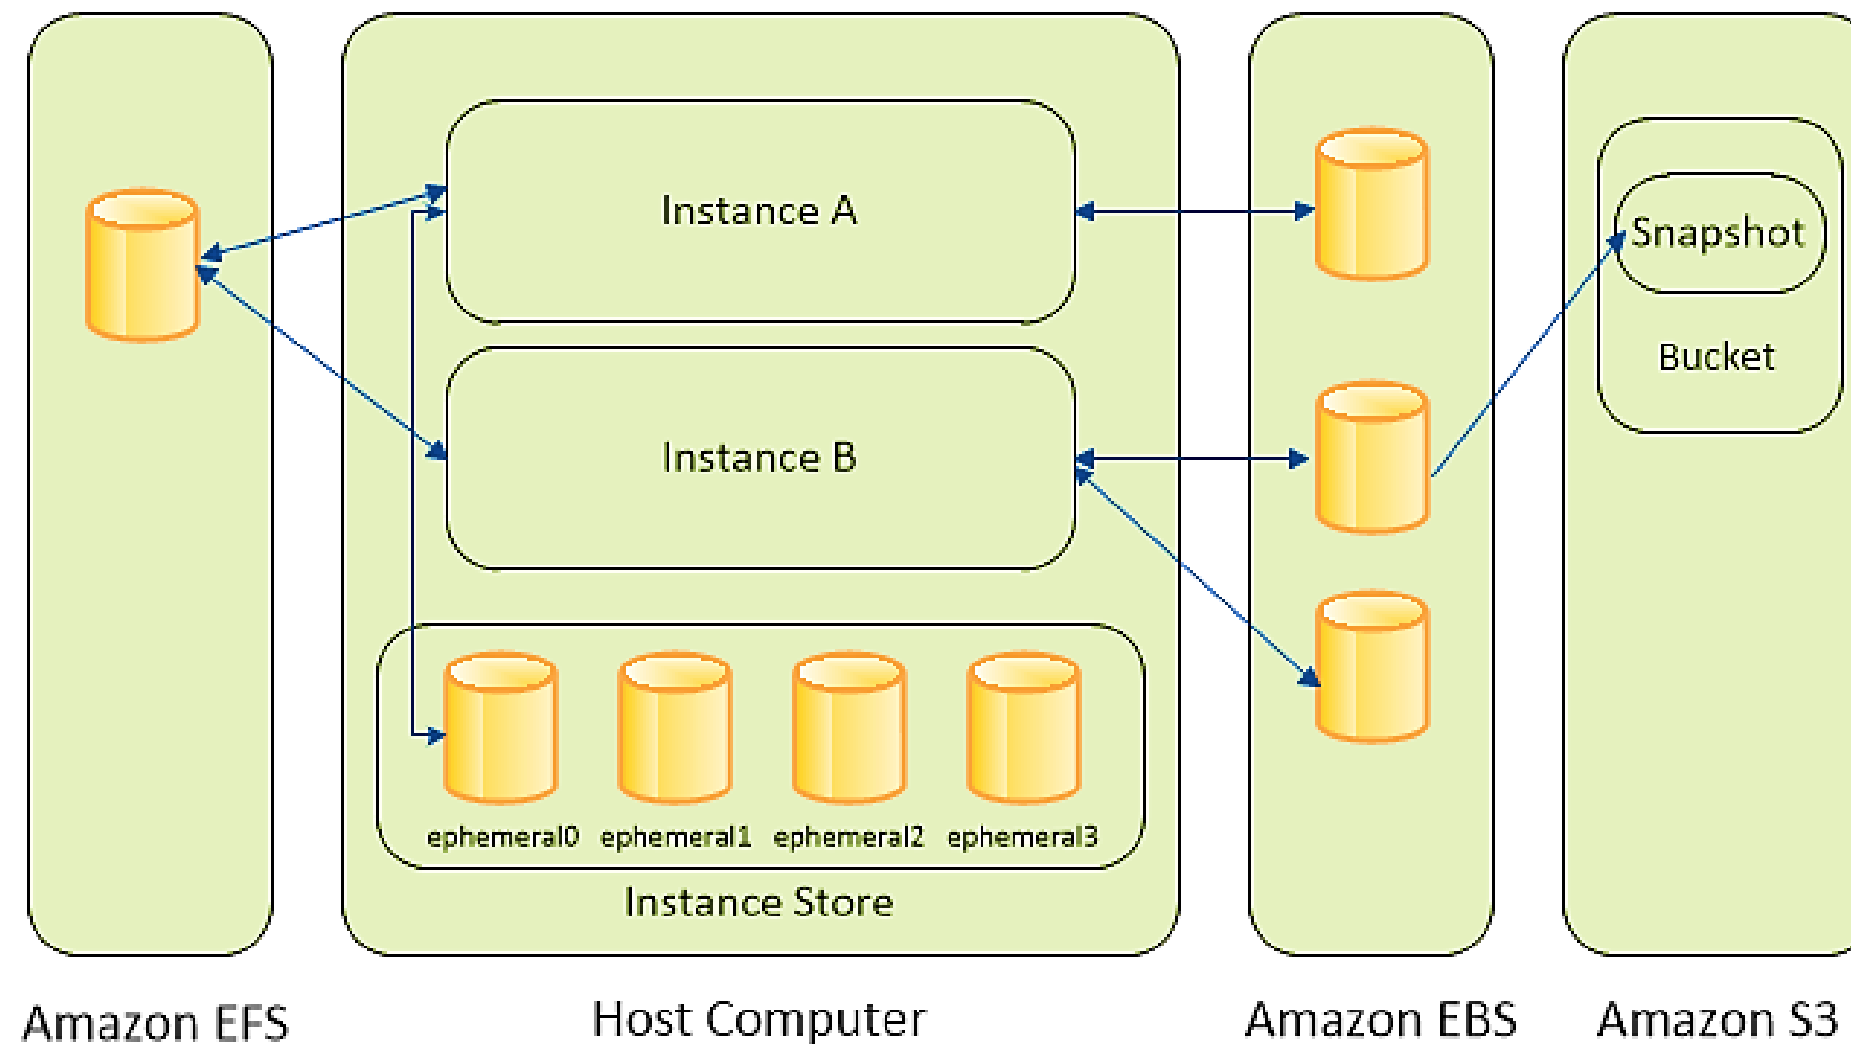 Instance A
Snapshot
Bucket
Instance B
ephemeral0 ephemeral1 ephemeral2 ephemeral3
Instance Store
Amazon EFS Host Computer Amazon EBS Amazon S3